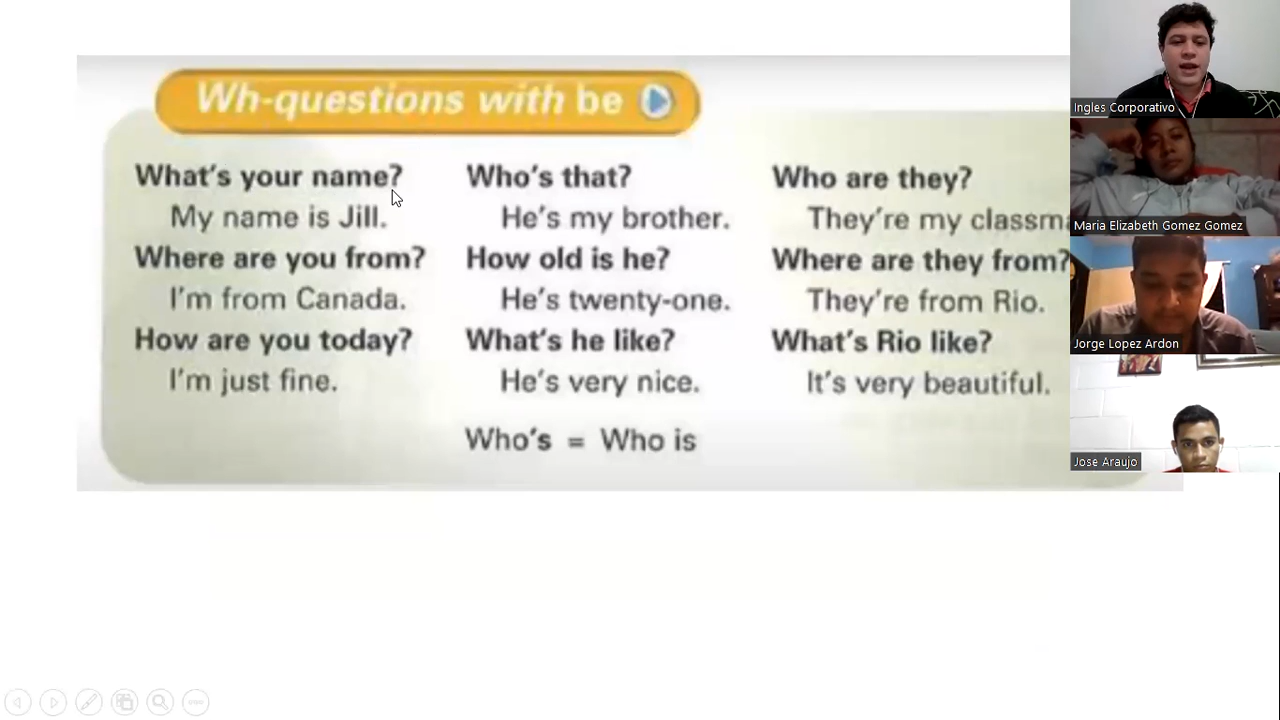 Wh-questions with be
What's your name?
My name is Jill.
Where are you from?
I'm from Canada.
How are you today?
I'm just fine.
Who's that?
He's my brother.
How old is he?
He's twenty-one.
What's he like?
He's very nice.
Who's = Who is
Who are they?
They're my classm
Where are they from?
They're from Rio.
What's Rio like?
It's very beautiful.
Ingles Corporativo
Maria Elizabeth Gomez Gomez
Jorge Lopez Ardon
Jose Araujo